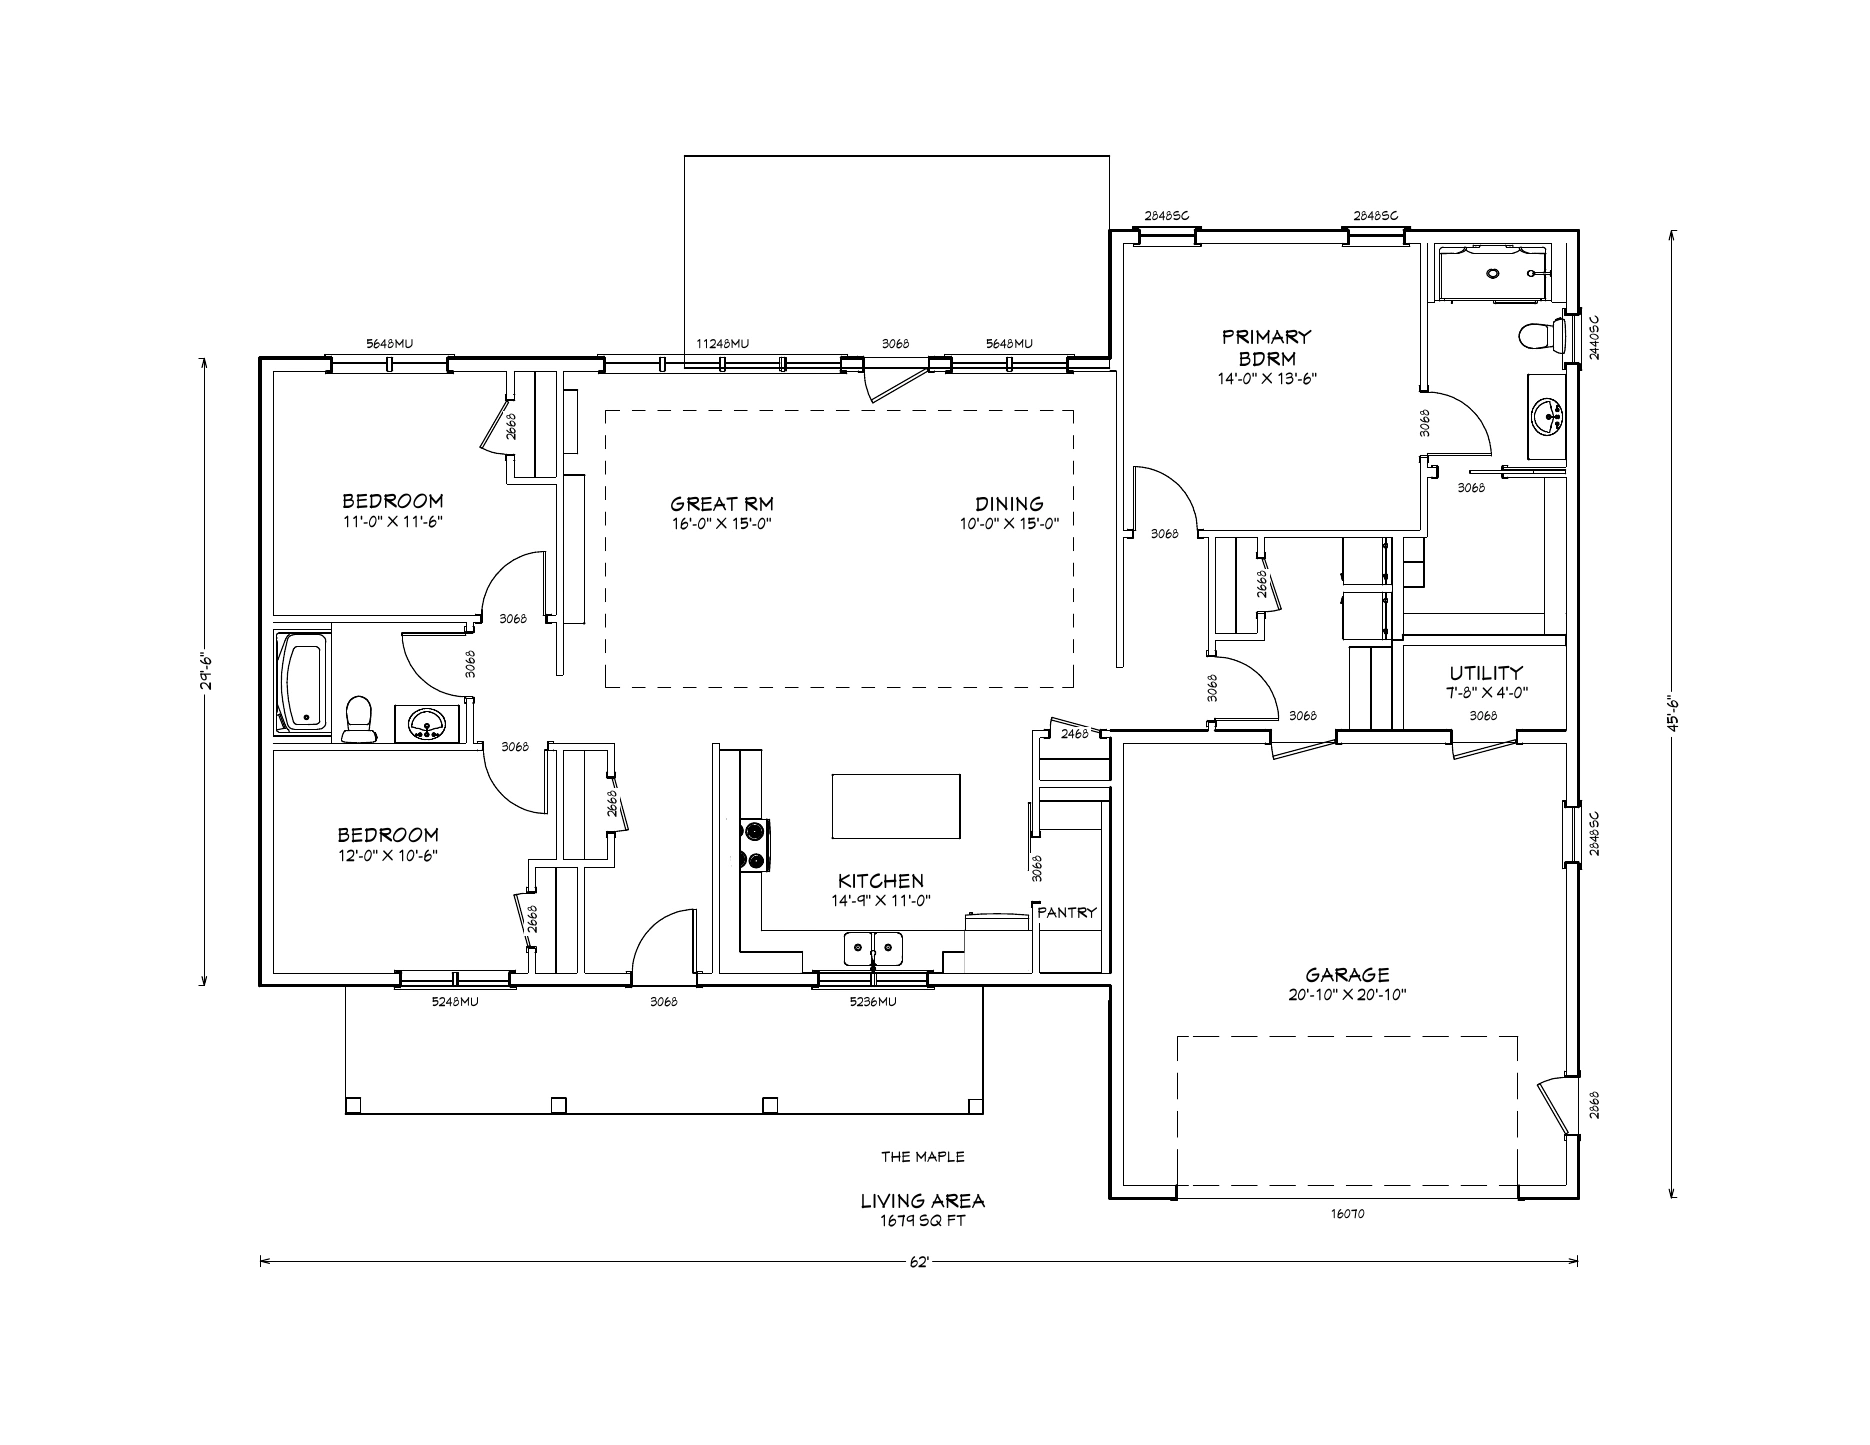 2848SC
2848SC
5648MU
11248MU
3068
5648MU
2440SC
PRIMARY
BDRM
14'-0" X 13'-6"
2668
3068
3068
BEDROOM
11'-0" X 11'-6"
GREAT RM
16'-0" X 15'-0"
DINING
10'-0" X 15'-0"
3068
2668
3068
3068
29'-6"
3068
UTILITY
7'-8" X 4'-0"
3068
3068
45'-6"
2468
3068
2668
2848SC
BEDROOM
12'-0" X 10'-6"
3068
KITCHEN
14'-9" X 11'-0"
PANTRY
2668
GARAGE
20'-10" X 20'-10"
5248MU
3068
5236MU
2868
THE MAPLE
LIVING AREA
1679 SQ FT
16070
62'